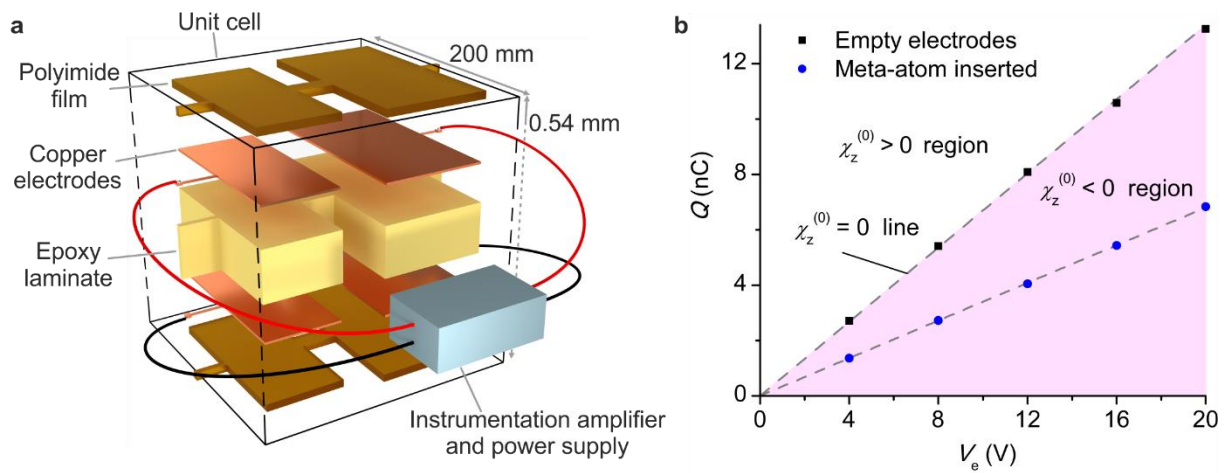 a
Unit cell
Polyimide
film
200 mm
0.54 mm
Copper
electrodes
Epoxy
laminate
Instrumentation amplifier
and power supply
b
Empty electrodes
Meta-atom inserted
χz(0) > 0 region
χz(0) < 0 region
χz(0) = 0 line
Q (nC)
12
8
4
0
0 4 8 12 16 20
Ve (V)